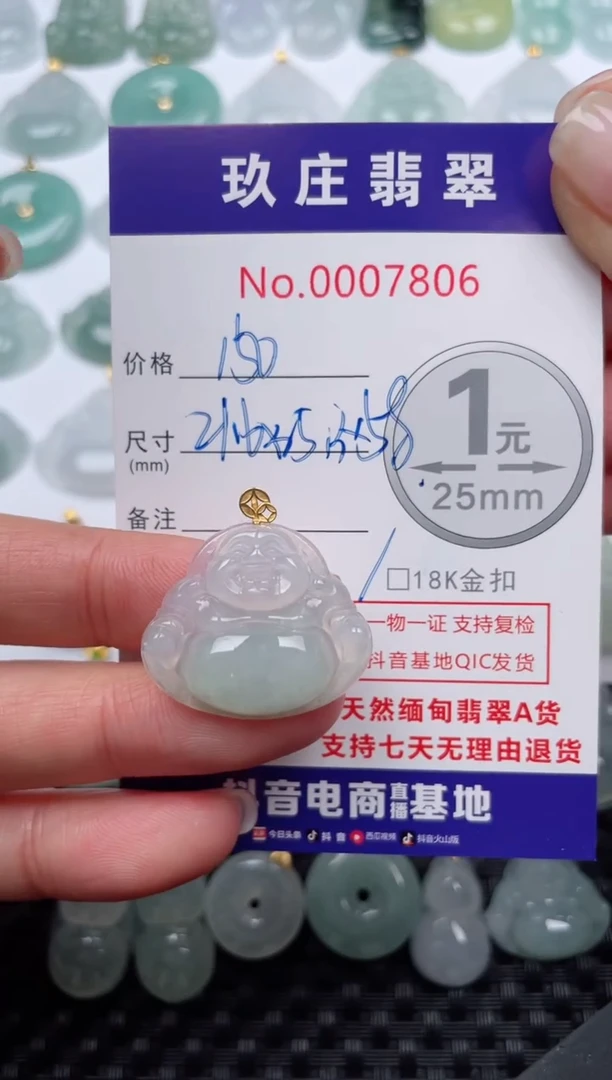 玖庄翡翠
No.0007806
价格 150
尺寸
(mm)
1元
25mm
备注
18K金扣
一物一证 支持复检
抖音基地QIC发货
天然缅甸翡翠A货
支持七天无理由退货
抖音电商直播基地
今日头条 抖音 西瓜视频 抖音火山版